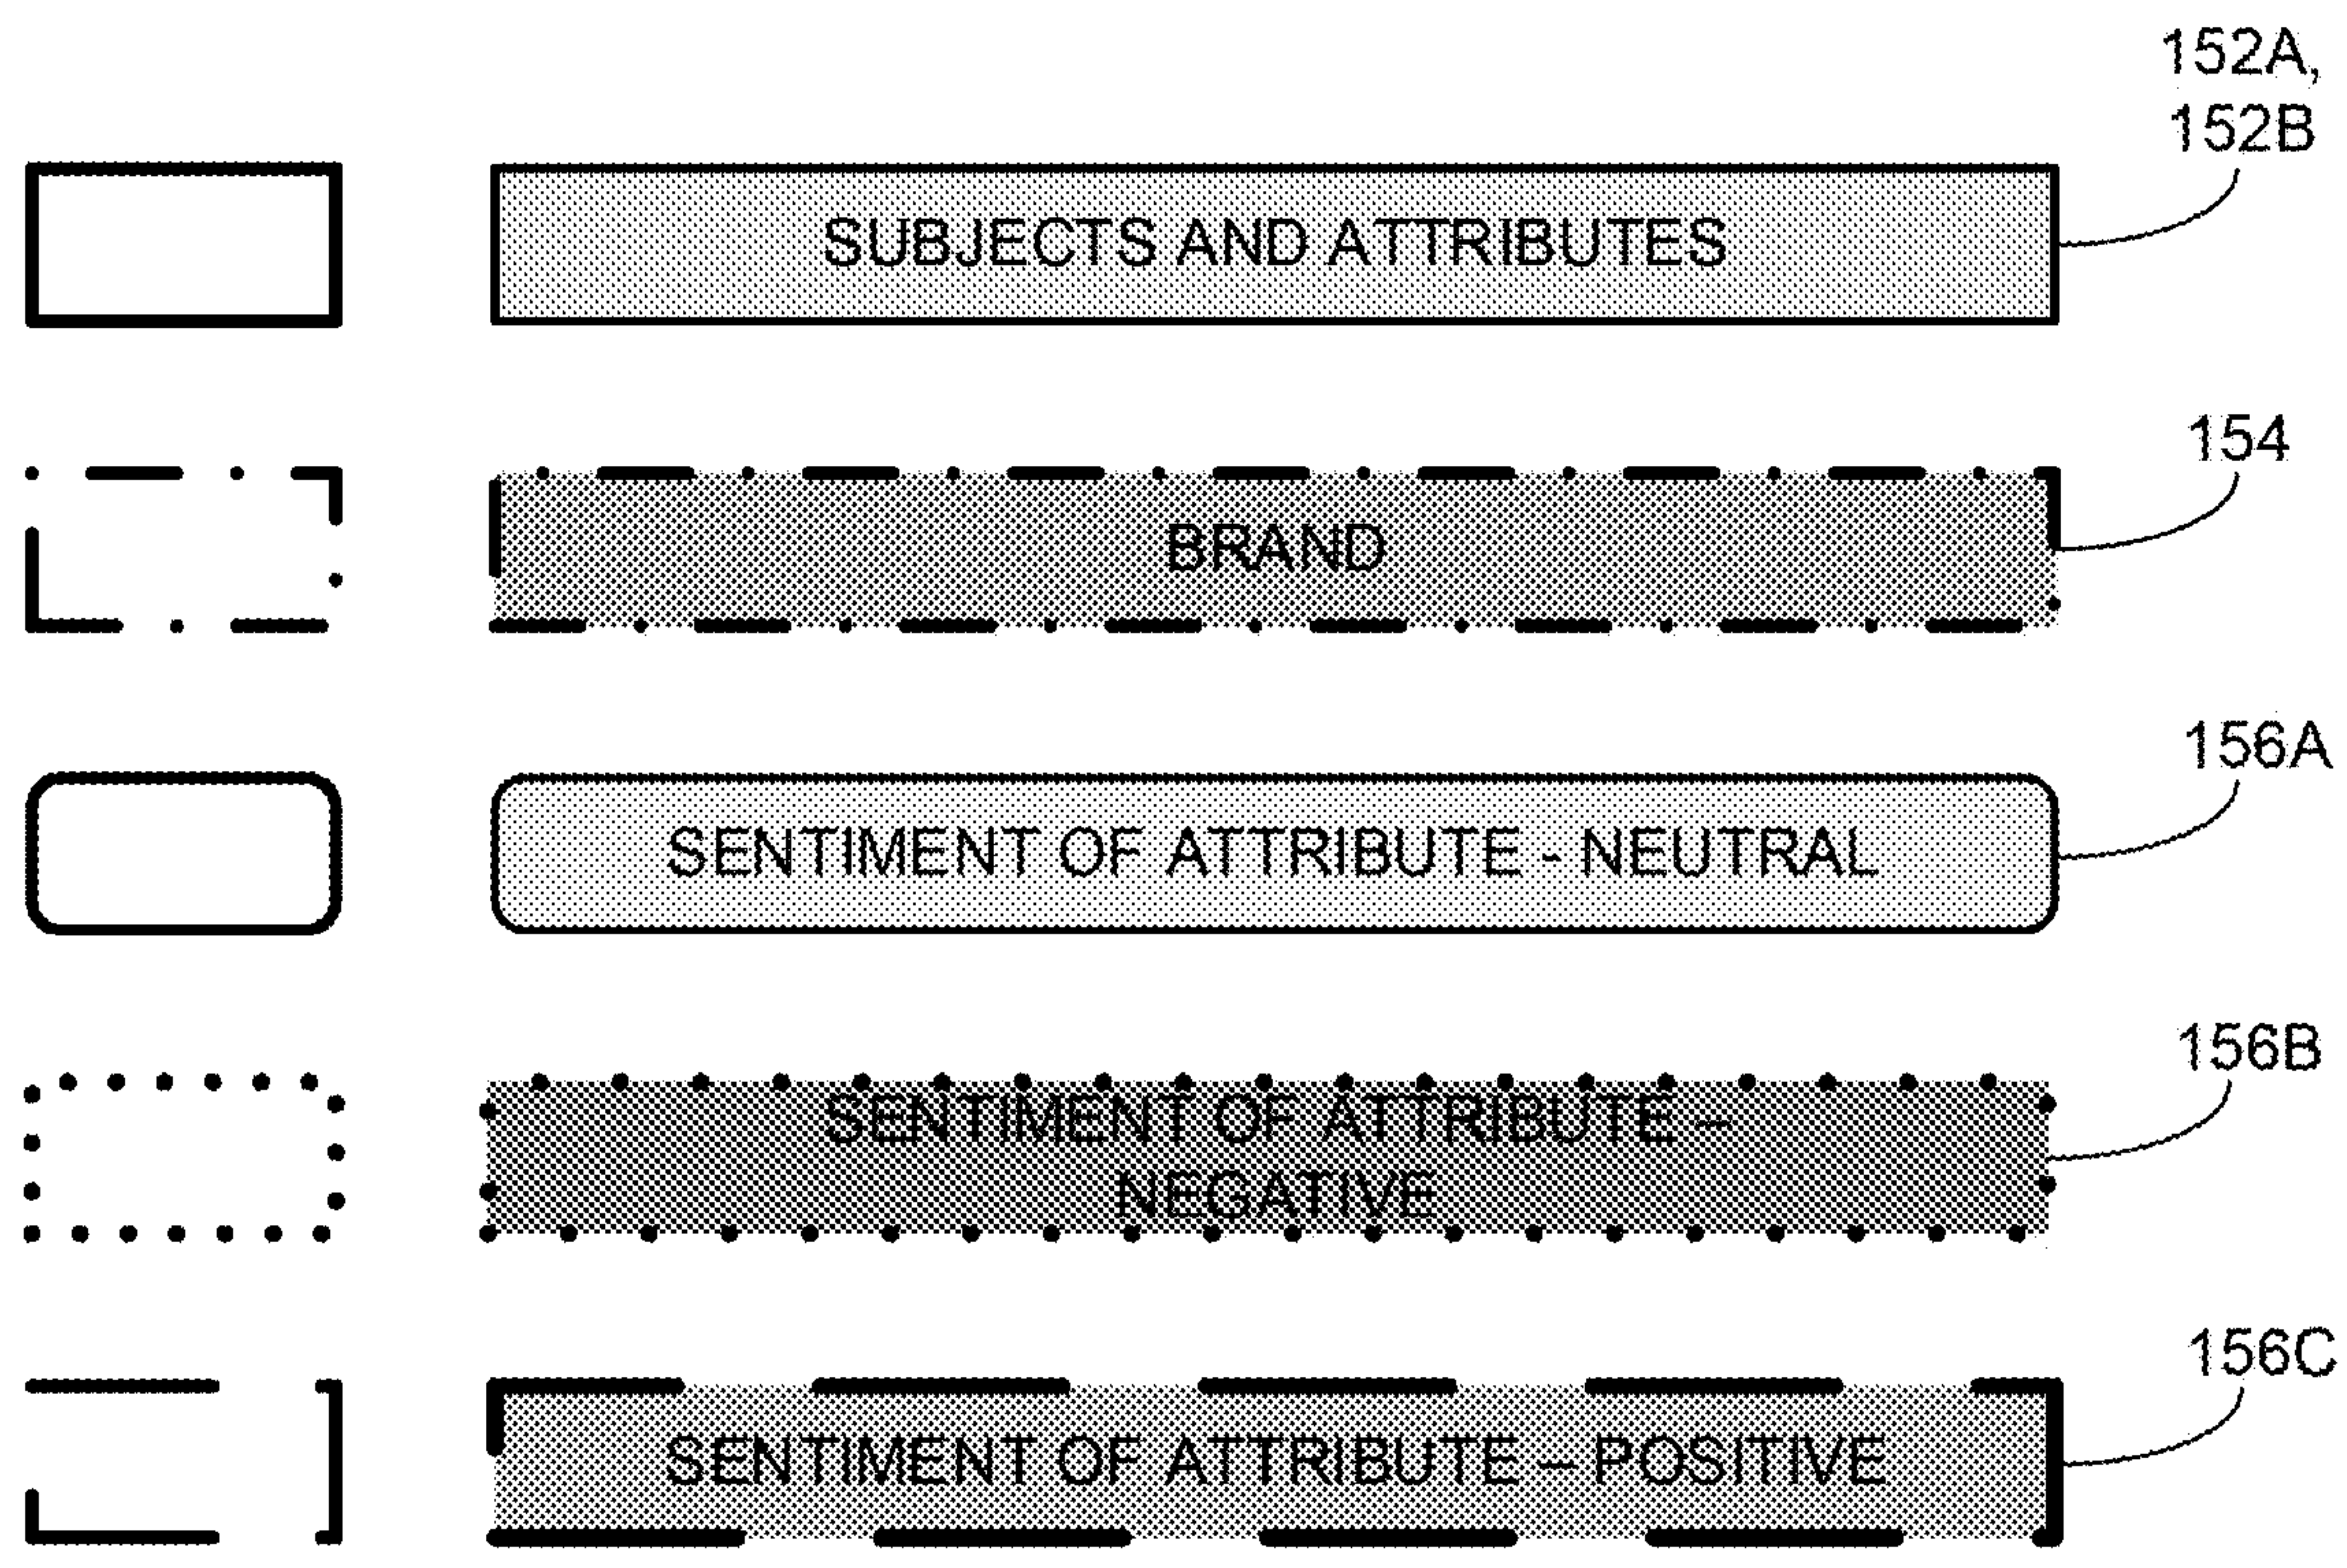 152A,
152B
SUBJECTS AND ATTRIBUTES
154
BRAND
156A
SENTIMENT OF ATTRIBUTE - NEUTRAL
156B
SENTIMENT OF ATTRIBUTE –
NEGATIVE
156C
SENTIMENT OF ATTRIBUTE – POSITIVE